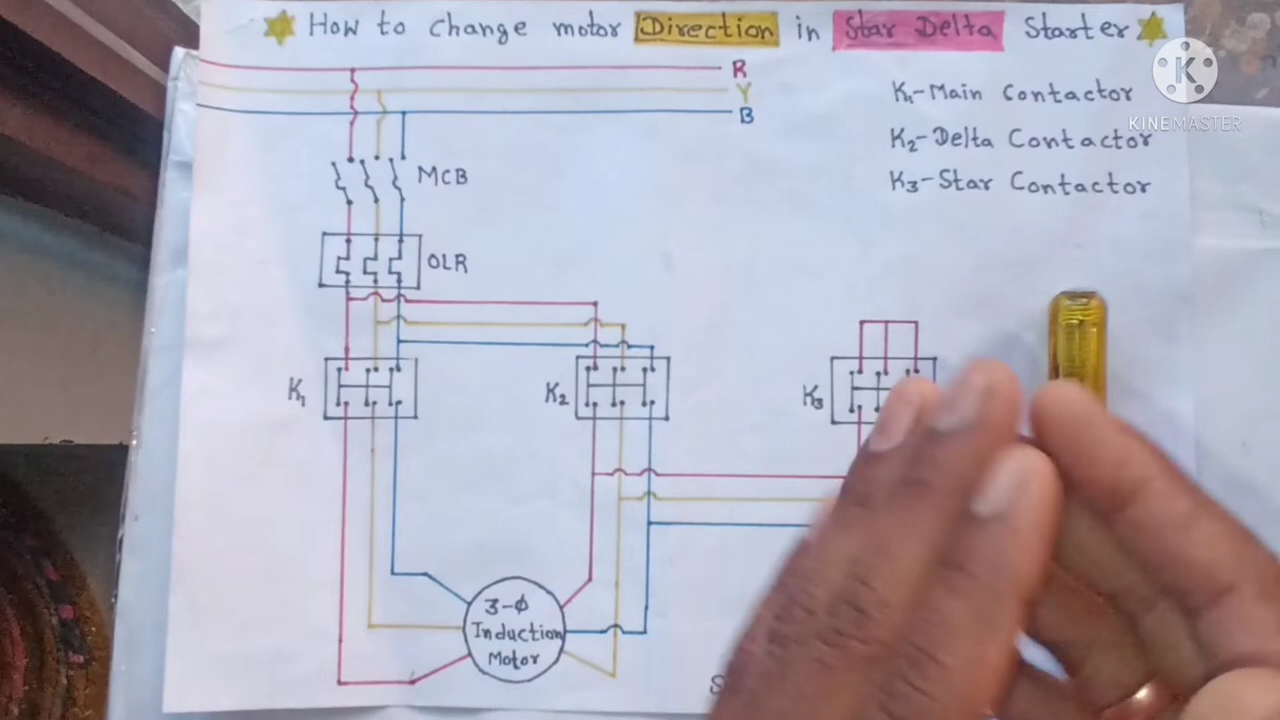 How to change motor Direction in Star Delta Starter
R
Y
B
K1-Main Contactor
K2-Delta Contactor
K3-Star Contactor
K
KINEMASTER
MCB
OLR
K1
K2
K3
3-Φ
Induction
Motor